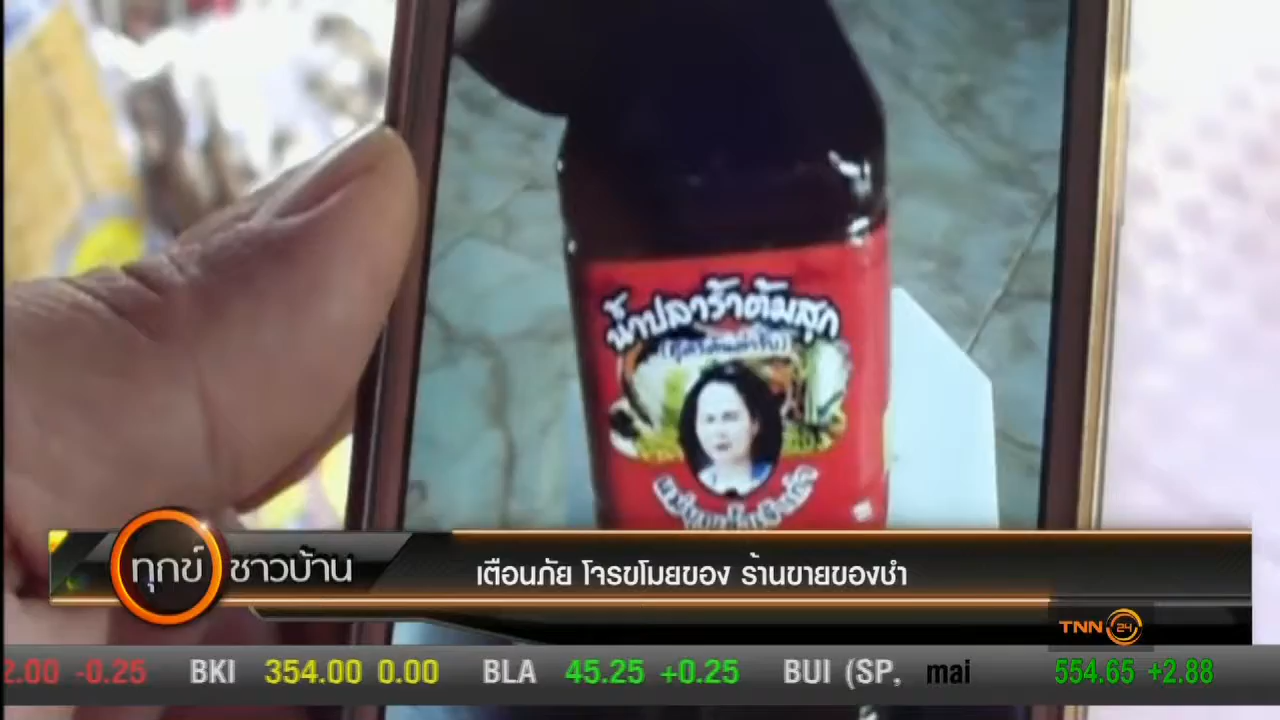 น้ำปลาร้าต้มสุก
ทุกข์ ชาวบ้าน
เตือนภัย โจรขโมยของ ร้านขายของชำ
TNN 24
2.00 -0.25 BKI 354.00 0.00 BLA 45.25 +0.25 BUI (SP, mai 554.65 +2.88